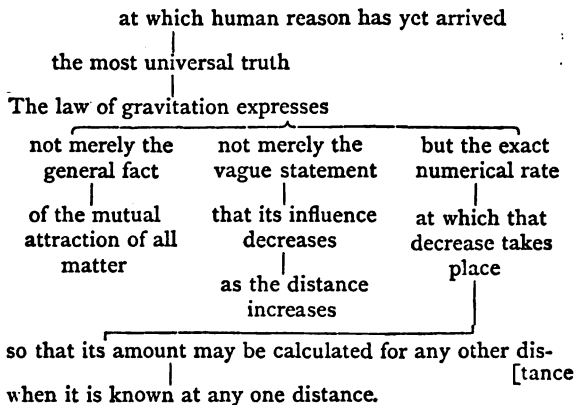 at which human reason has yet arrived
the most universal truth
The law of gravitation expresses
not merely the
general fact
of the mutual
attraction of all
matter
not merely the
vague statement
that its influence
decreases
as the distance
increases
but the exact
numerical rate
at which that
decrease takes
place
so that its amount may be calculated for any other dis-
[tance
when it is known at any one distance.